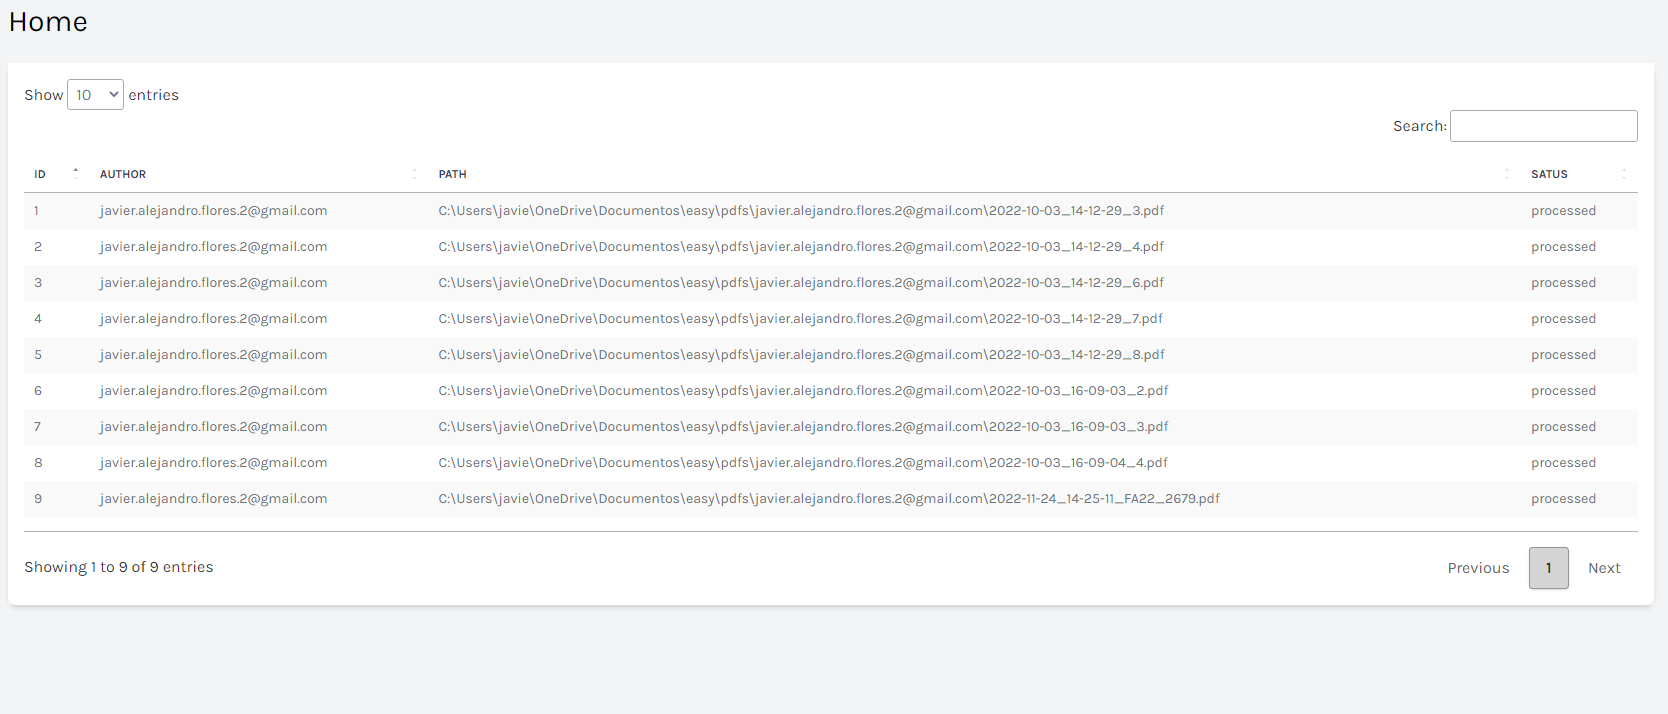 Home
Show 10 entries
Search:
ID AUTHOR PATH SATUS
1 javier.alejandro.flores.2@gmail.com C:\Users\javie\OneDrive\Documentos\easy\pdfs\javier.alejandro.flores.2@gmail.com\2022-10-03_14-12-29_3.pdf processed
2 javier.alejandro.flores.2@gmail.com C:\Users\javie\OneDrive\Documentos\easy\pdfs\javier.alejandro.flores.2@gmail.com\2022-10-03_14-12-29_4.pdf processed
3 javier.alejandro.flores.2@gmail.com C:\Users\javie\OneDrive\Documentos\easy\pdfs\javier.alejandro.flores.2@gmail.com\2022-10-03_14-12-29_6.pdf processed
4 javier.alejandro.flores.2@gmail.com C:\Users\javie\OneDrive\Documentos\easy\pdfs\javier.alejandro.flores.2@gmail.com\2022-10-03_14-12-29_7.pdf processed
5 javier.alejandro.flores.2@gmail.com C:\Users\javie\OneDrive\Documentos\easy\pdfs\javier.alejandro.flores.2@gmail.com\2022-10-03_14-12-29_8.pdf processed
6 javier.alejandro.flores.2@gmail.com C:\Users\javie\OneDrive\Documentos\easy\pdfs\javier.alejandro.flores.2@gmail.com\2022-10-03_16-09-03_2.pdf processed
7 javier.alejandro.flores.2@gmail.com C:\Users\javie\OneDrive\Documentos\easy\pdfs\javier.alejandro.flores.2@gmail.com\2022-10-03_16-09-03_3.pdf processed
8 javier.alejandro.flores.2@gmail.com C:\Users\javie\OneDrive\Documentos\easy\pdfs\javier.alejandro.flores.2@gmail.com\2022-10-03_16-09-04_4.pdf processed
9 javier.alejandro.flores.2@gmail.com C:\Users\javie\OneDrive\Documentos\easy\pdfs\javier.alejandro.flores.2@gmail.com\2022-11-24_14-25-11_FA22_2679.pdf processed
Showing 1 to 9 of 9 entries
Previous 1 Next